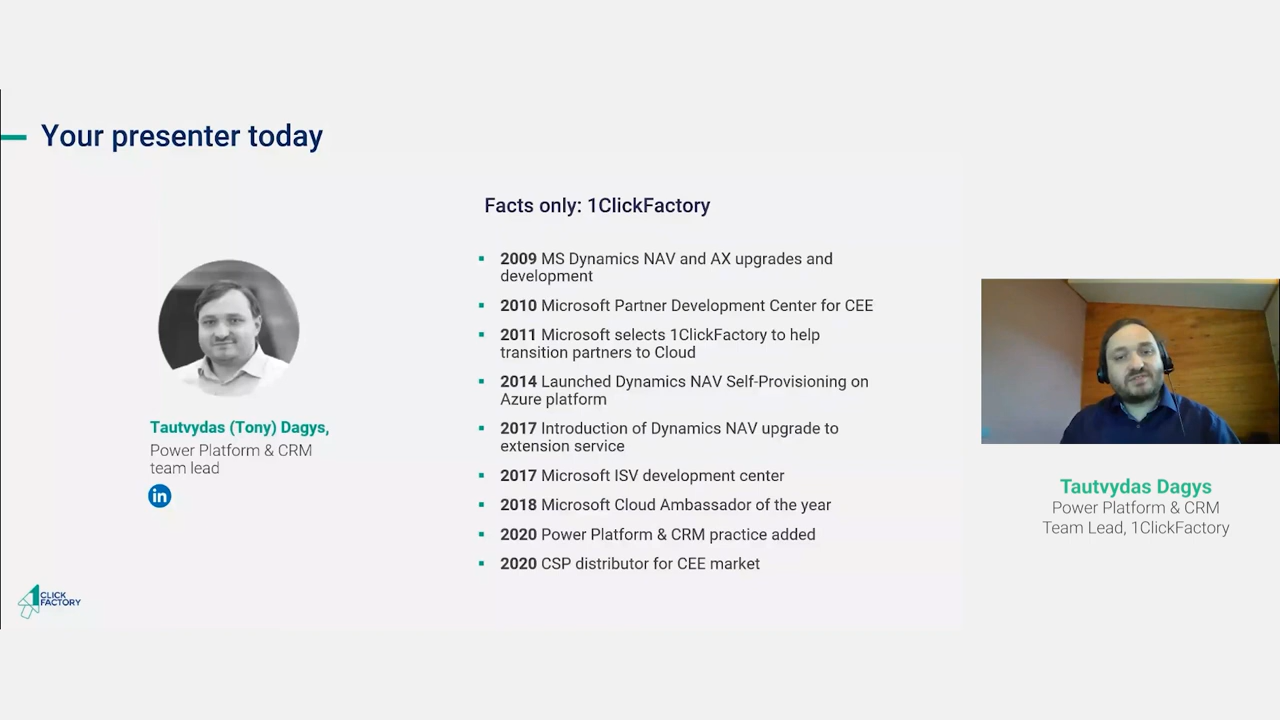 Your presenter today
Facts only: 1ClickFactory
2009 MS Dynamics NAV and AX upgrades and
development
2010 Microsoft Partner Development Center for CEE
2011 Microsoft selects 1ClickFactory to help
transition partners to Cloud
2014 Launched Dynamics NAV Self-Provisioning on
Azure platform
2017 Introduction of Dynamics NAV upgrade to
extension service
2017 Microsoft ISV development center
2018 Microsoft Cloud Ambassador of the year
2020 Power Platform & CRM practice added
2020 CSP distributor for CEE market
Tautvydas (Tony) Dagys,
Power Platform & CRM
team lead
in
1 CLICK
FACTORY
Tautvydas Dagys
Power Platform & CRM
Team Lead, 1ClickFactory